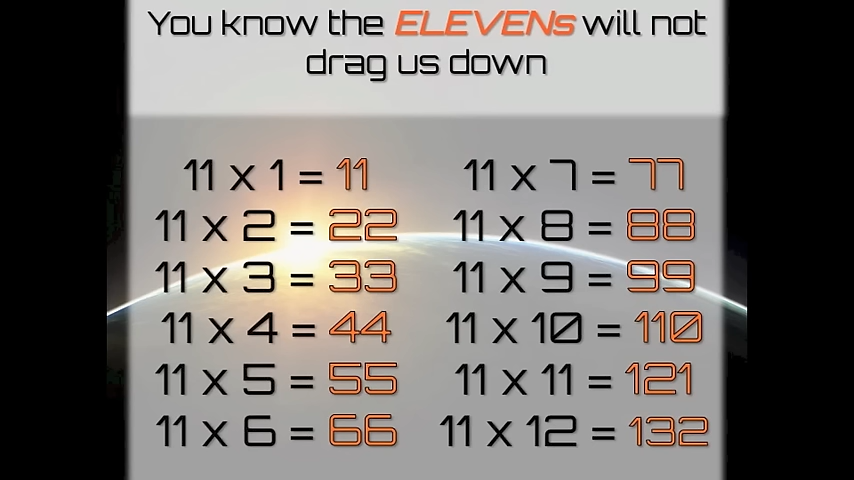 You know the ELEVENs will not
drag us down
11 x 1 = 11
11 x 2 = 22
11 x 3 = 33
11 x 4 = 44
11 x 5 = 55
11 x 6 = 66
11 x 7 = 77
11 x 8 = 88
11 x 9 = 99
11 x 10 = 110
11 x 11 = 121
11 x 12 = 132